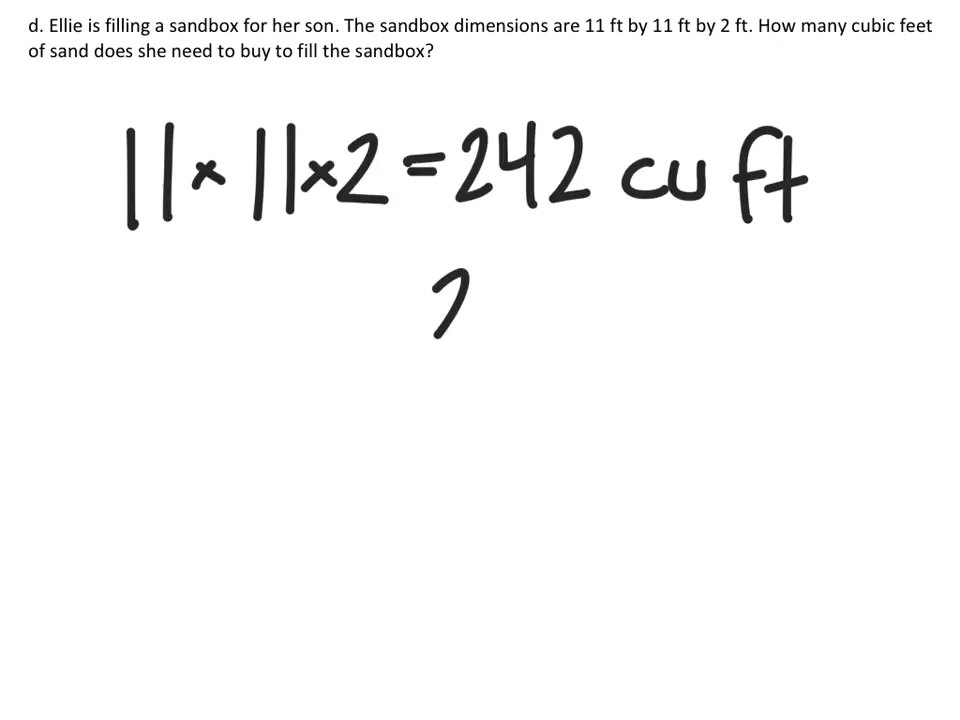 d. Ellie is filling a sandbox for her son. The sandbox dimensions are 11 ft by 11 ft by 2 ft. How many cubic feet
of sand does she need to buy to fill the sandbox?
11×11×2=242 cu ft